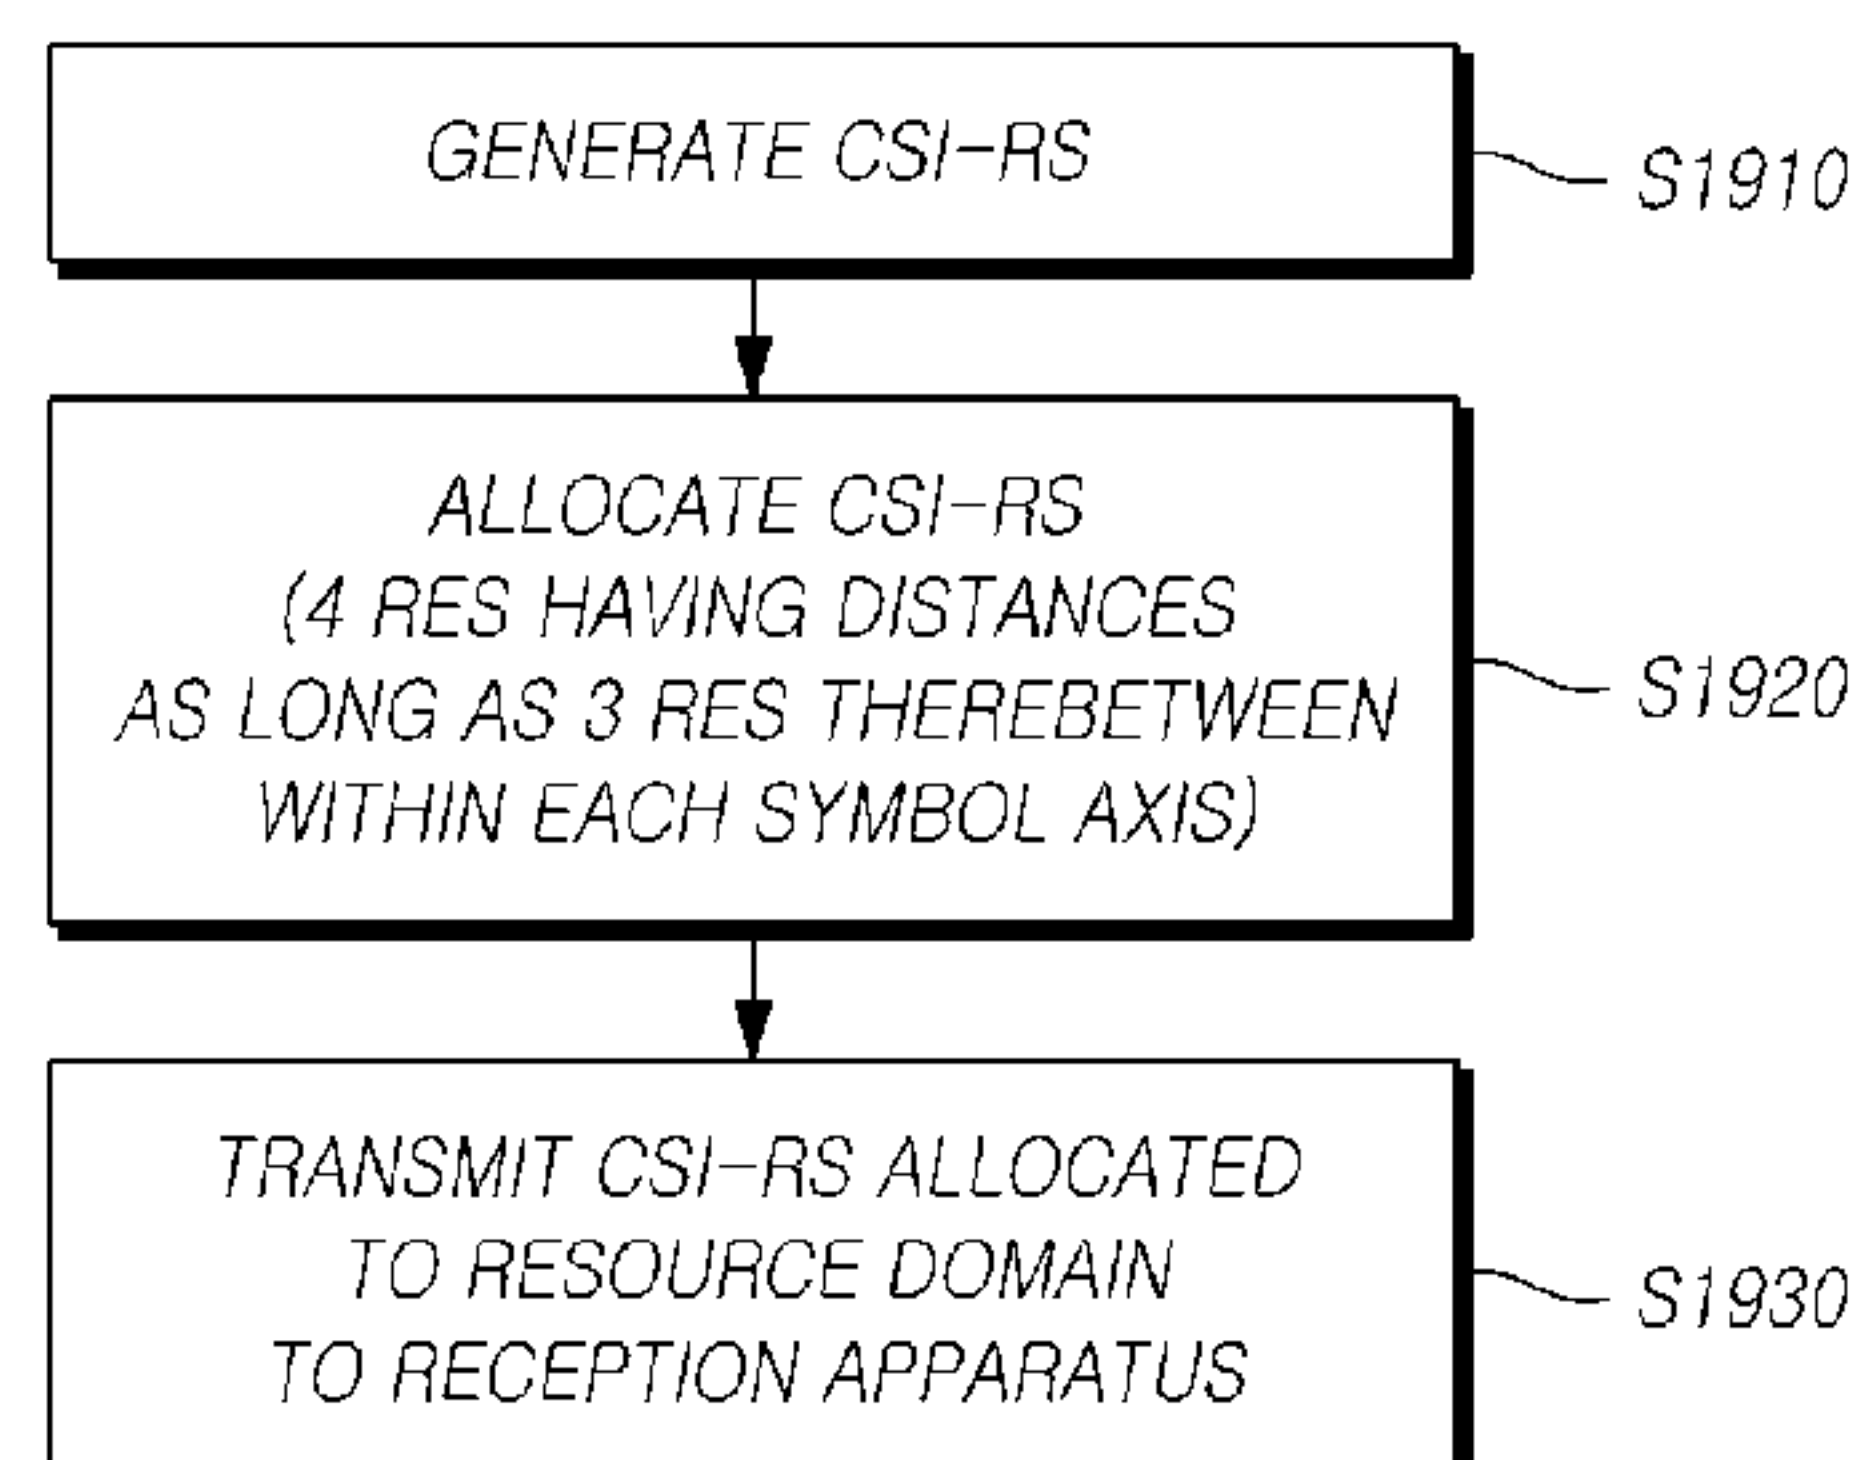 GENERATE CSI-RS
S1910
ALLOCATE CSI-RS
(4 RES HAVING DISTANCES
AS LONG AS 3 RES THEREBETWEEN
WITHIN EACH SYMBOL AXIS)
S1920
TRANSMIT CSI-RS ALLOCATED
TO RESOURCE DOMAIN
TO RECEPTION APPARATUS
S1930